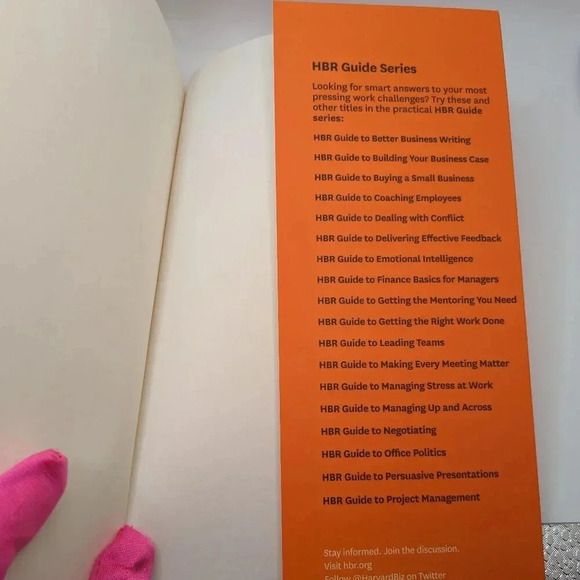 HBR Guide Series
Looking for smart answers to your most
pressing work challenges? Try these and
other titles in the practical HBR Guide
series:
HBR Guide to Better Business Writing
HBR Guide to Building Your Business Case
HBR Guide to Buying a Small Business
HBR Guide to Coaching Employees
HBR Guide to Dealing with Conflict
HBR Guide to Delivering Effective Feedback
HBR Guide to Emotional Intelligence
HBR Guide to Finance Basics for Managers
HBR Guide to Getting the Mentoring You Need
HBR Guide to Getting the Right Work Done
HBR Guide to Leading Teams
HBR Guide to Making Every Meeting Matter
HBR Guide to Managing Stress at Work
HBR Guide to Managing Up and Across
HBR Guide to Negotiating
HBR Guide to Office Politics
HBR Guide to Persuasive Presentations
HBR Guide to Project Management
Stay informed. Join the discussion.
Visit hbr.org
Follow @HarvardBiz on Twitter